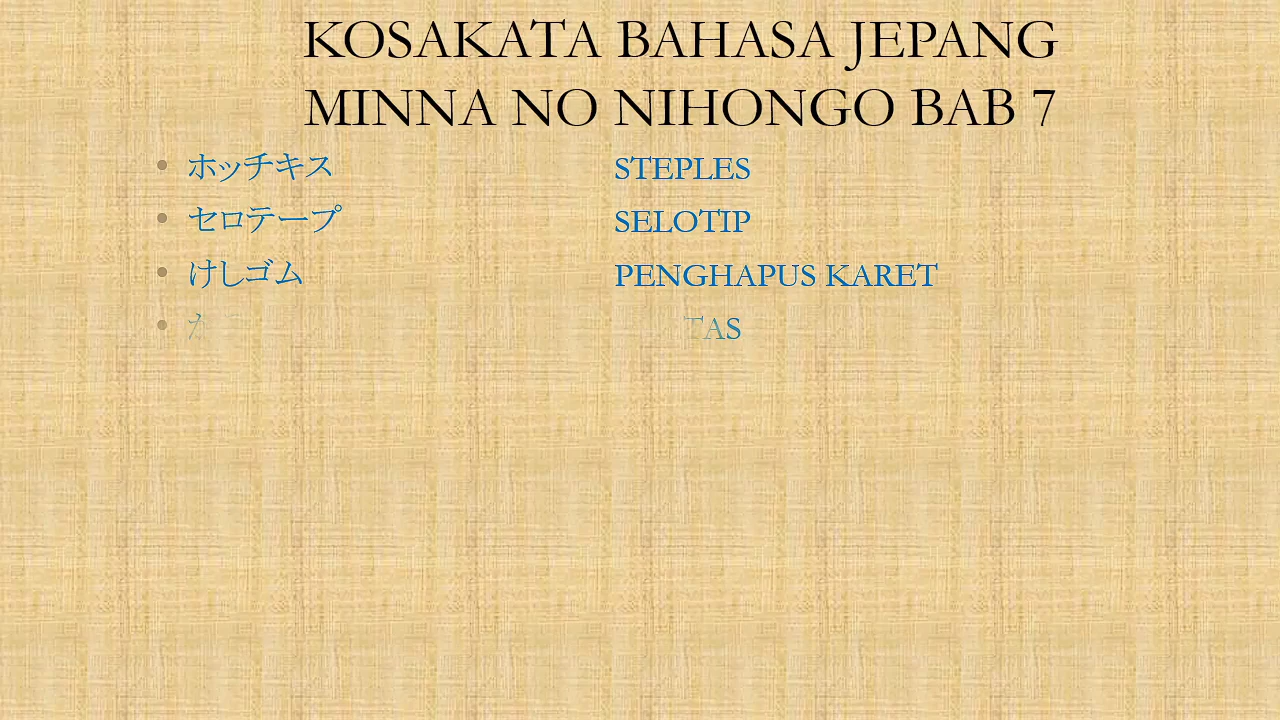 KOSAKATA BAHASA JEPANG
MINNA NO NIHONGO BAB 7
ホッチキス STEPLES
セロテープ SELOTIP
けしゴム PENGHAPUS KARET